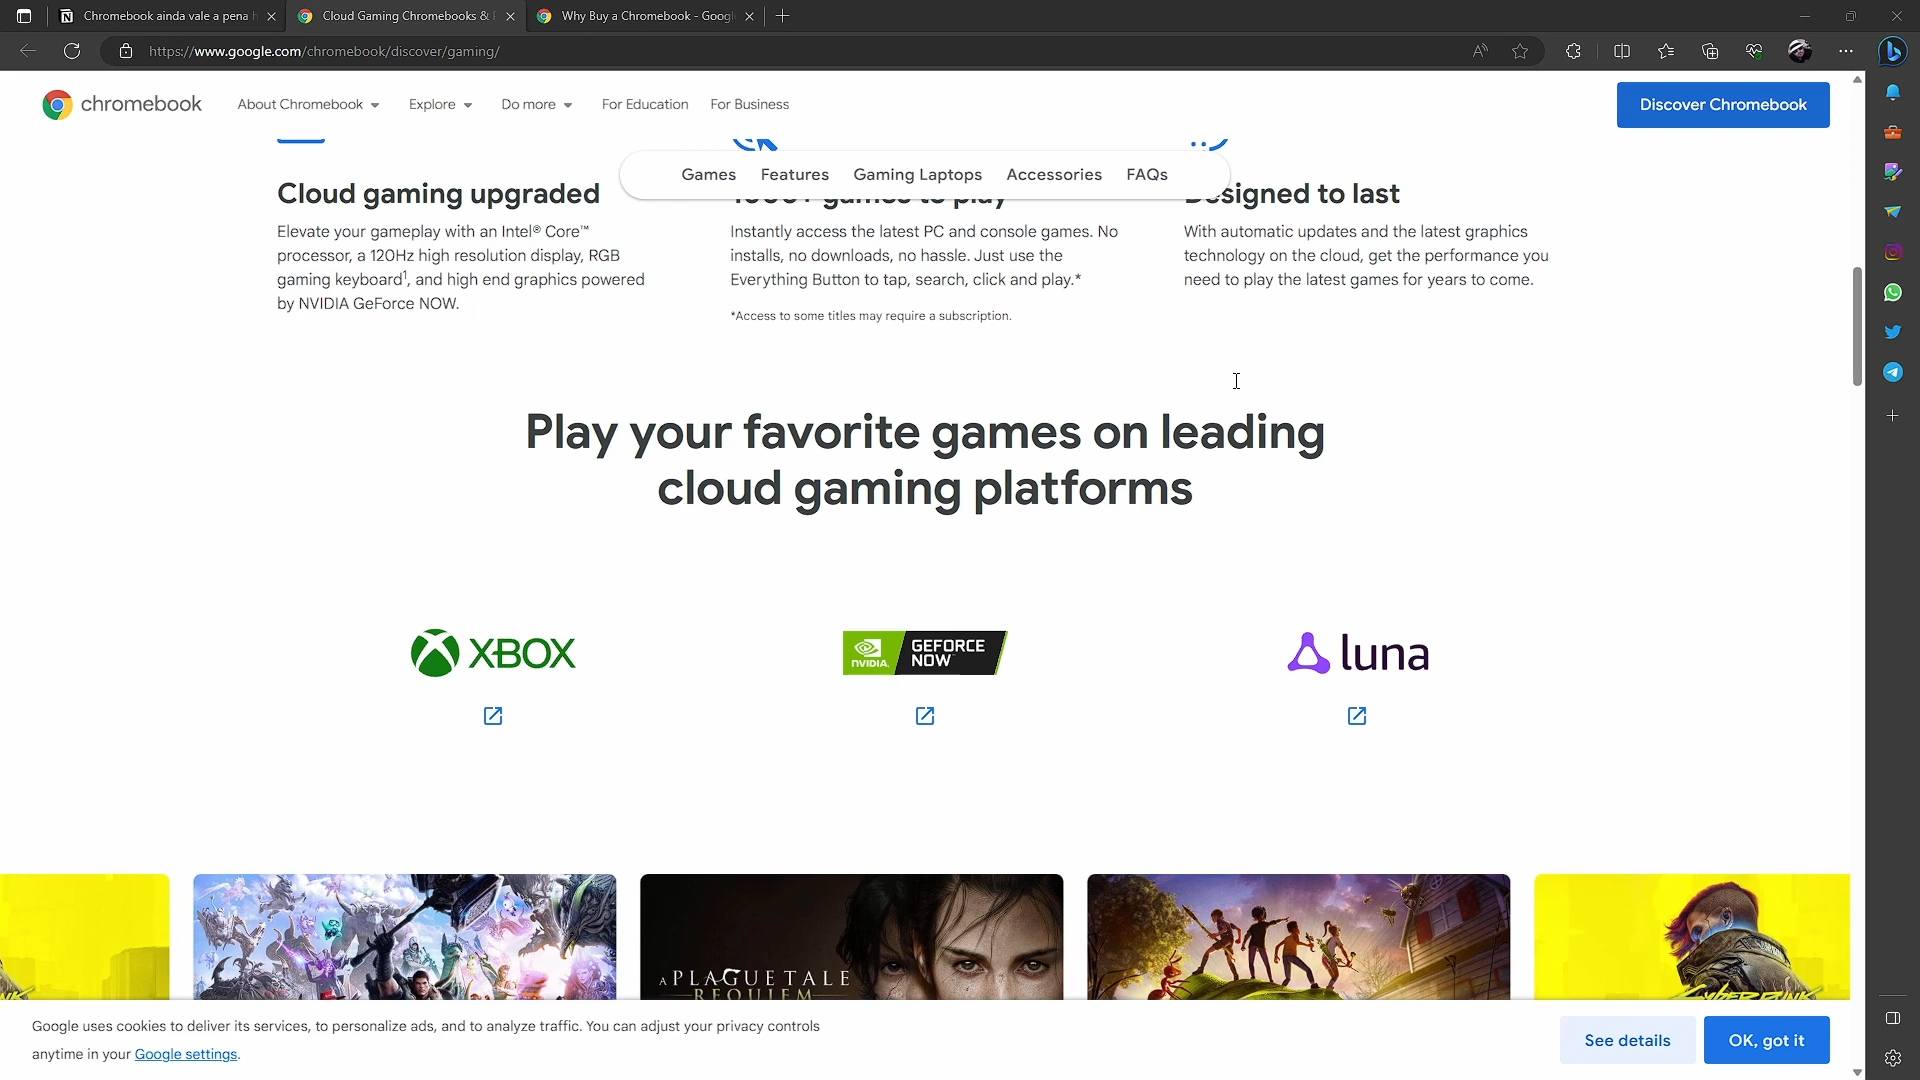 Chromebook ainda vale a pena
Cloud Gaming Chromebooks &
Why Buy a Chromebook - Googl
https://www.google.com/chromebook/discover/gaming/
chromebook
About Chromebook
Explore
Do more
For Education
For Business
Discover Chromebook
Games
Features
Gaming Laptops
Accessories
FAQs
Cloud gaming upgraded
Elevate your gameplay with an Intel® Core™
processor, a 120Hz high resolution display, RGB
gaming keyboard¹, and high end graphics powered
by NVIDIA GeForce NOW.
games to play
Instantly access the latest PC and console games. No
installs, no downloads, no hassle. Just use the
Everything Button to tap, search, click and play.*
*Access to some titles may require a subscription.
Designed to last
With automatic updates and the latest graphics
technology on the cloud, get the performance you
need to play the latest games for years to come.
Play your favorite games on leading
cloud gaming platforms
XBOX
NVIDIA.
GEFORCE
NOW
luna
A PLAGUE TALE
REQUIEM
CYBERPUNK
Google uses cookies to deliver its services, to personalize ads, and to analyze traffic. You can adjust your privacy controls
anytime in your Google settings.
See details
OK, got it